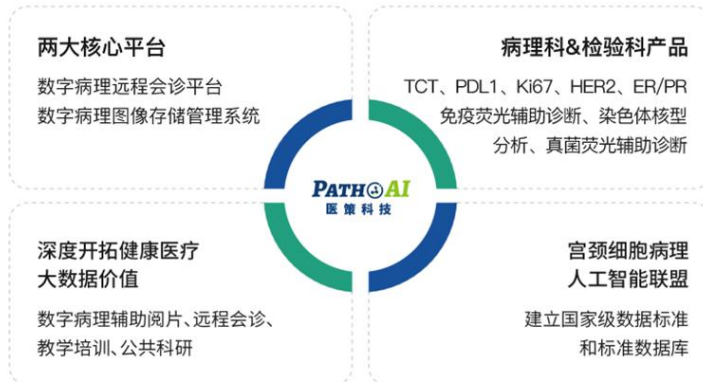 两大核心平台
数字病理远程会诊平台
数字病理图像存储管理系统
病理科&检验科产品
TCT、PDL1、Ki67、HER2、ER/PR
免疫荧光辅助诊断、染色体核型
分析、真菌荧光辅助诊断
PATHAI
医策科技
深度开拓健康医疗
大数据价值
数字病理辅助阅片、远程会诊、
教学培训、公共科研
宫颈细胞病理
人工智能联盟
建立国家级数据标准
和标准数据库